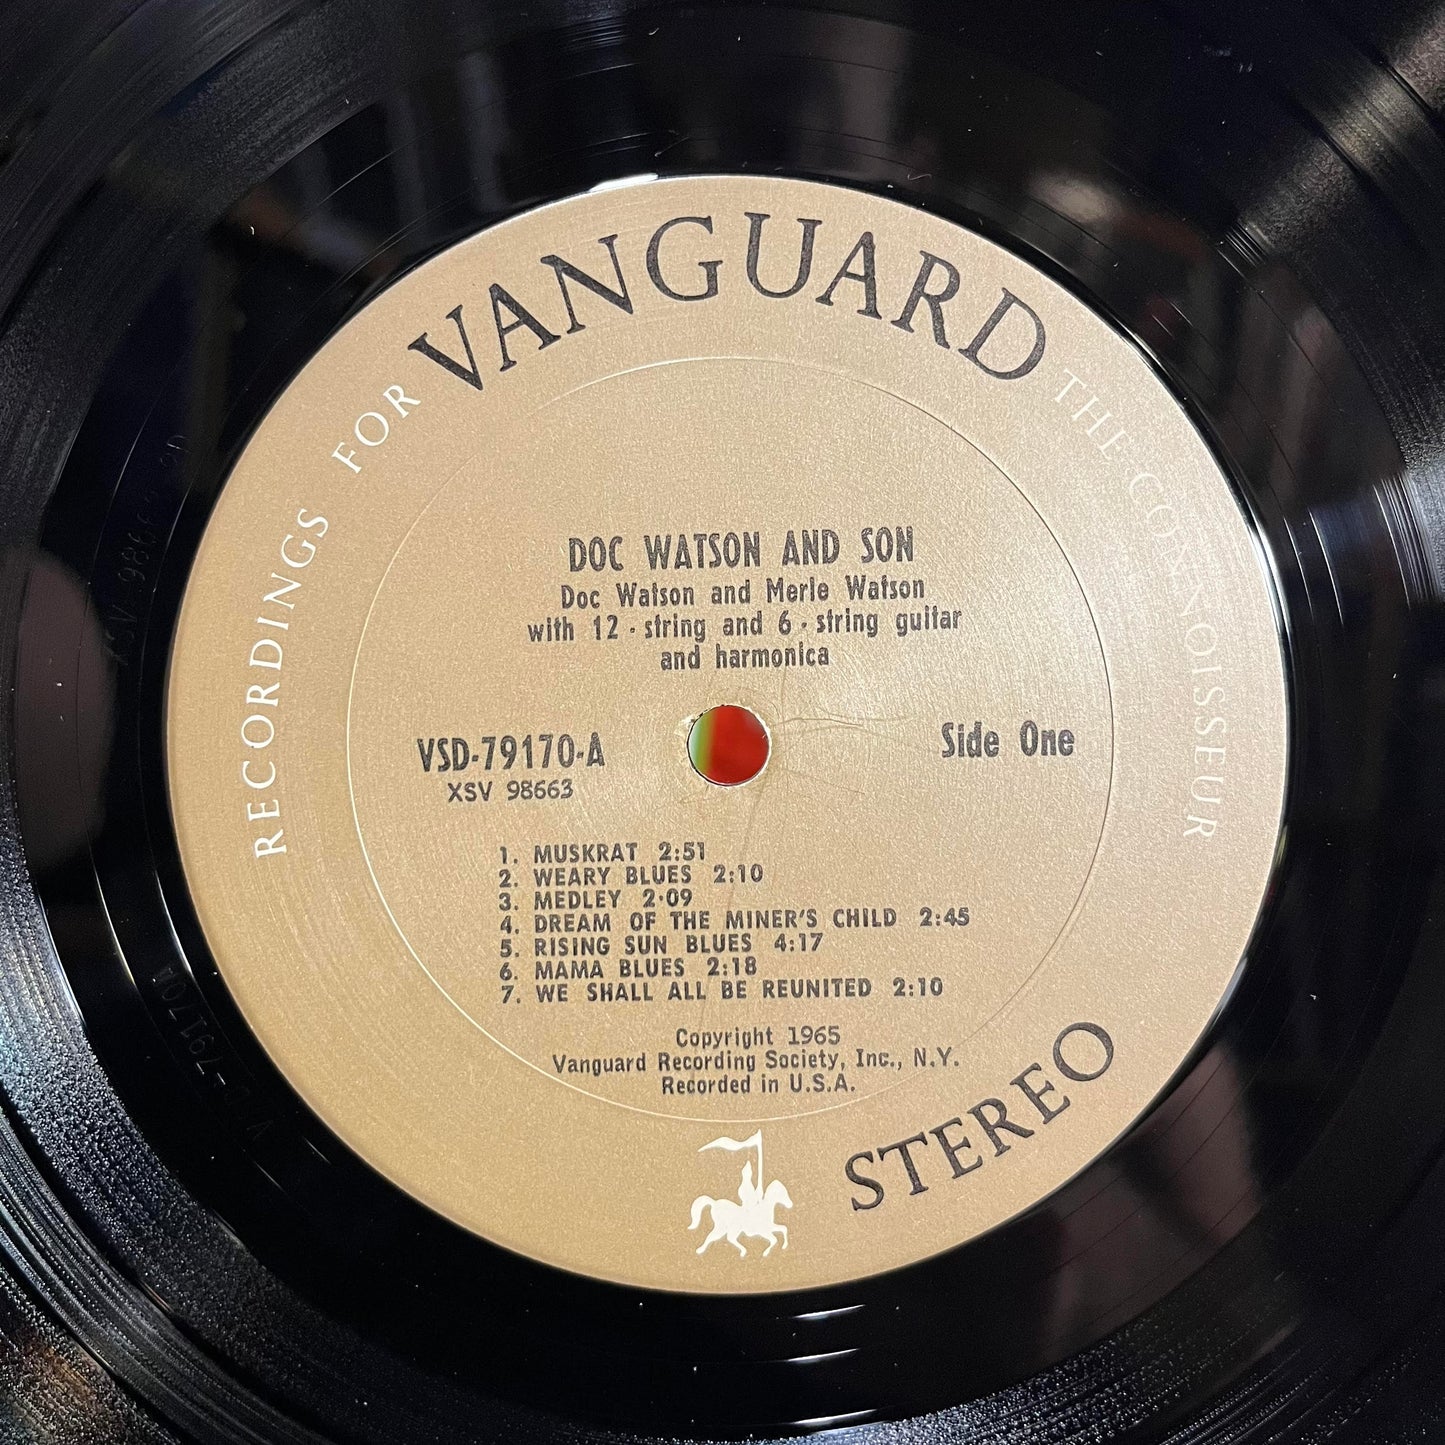 RECORDINGS FOR VANGUARD THE CONNOISSEUR
DOC WATSON AND SON
Doc Watson and Merle Watson
with 12 - string and 6 - string guitar
and harmonica
VSD-79170-A
Side One
XSV 98663
1. MUSKRAT 2:51
2. WEARY BLUES 2:10
3. MEDLEY 2:09
4. DREAM OF THE MINER'S CHILD 2:45
5. RISING SUN BLUES 4:17
6. MAMA BLUES 2:18
7. WE SHALL ALL BE REUNITED 2:10
Copyright 1965
Vanguard Recording Society, Inc., N.Y.
Recorded in U.S.A.
STEREO